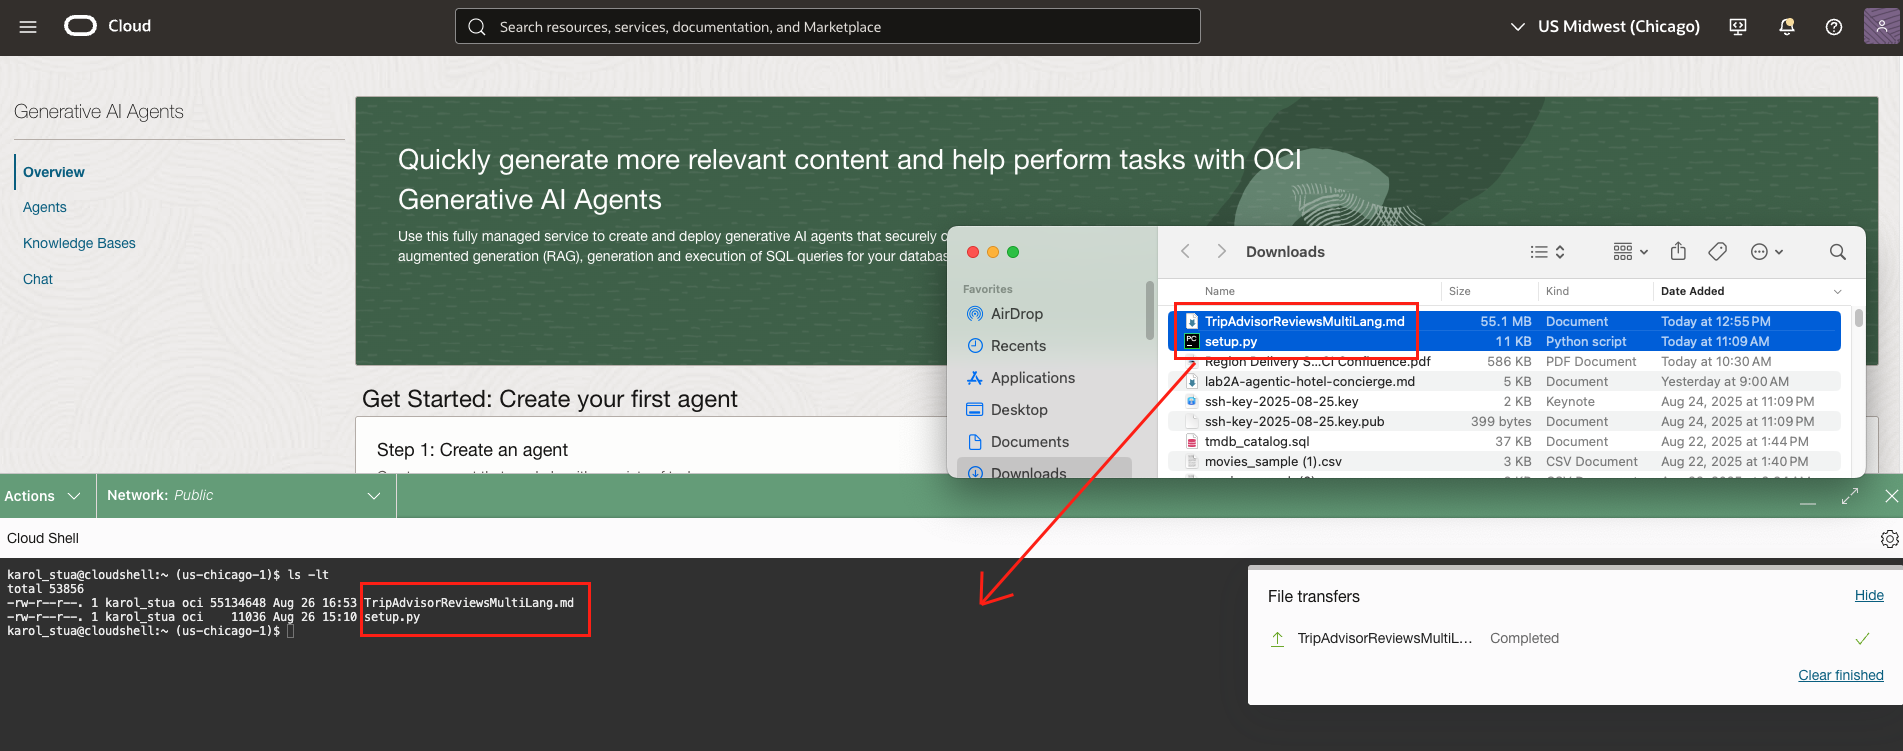 Cloud
Search resources, services, documentation, and Marketplace
US Midwest (Chicago)
Generative AI Agents
Overview
Agents
Knowledge Bases
Chat
Quickly generate more relevant content and help perform tasks with OCI
Generative AI Agents
Use this fully managed service to create and deploy generative AI agents that securely
augmented generation (RAG), generation and execution of SQL queries for your databas
Get Started: Create your first agent
Step 1: Create an agent
Downloads
Favorites
AirDrop
Recents
Applications
Desktop
Documents
Downloads
Name Size Kind Date Added
TripAdvisorReviewsMultiLang.md 55.1 MB Document Today at 12:55 PM
setup.py 11 KB Python script Today at 11:09 AM
Region Delivery S...CI Confluence.pdf 586 KB PDF Document Today at 10:30 AM
lab2A-agentic-hotel-concierge.md 5 KB Document Yesterday at 9:00 AM
ssh-key-2025-08-25.key 2 KB Keynote Aug 24, 2025 at 11:09 PM
ssh-key-2025-08-25.key.pub 399 bytes Document Aug 24, 2025 at 11:09 PM
tmdb_catalog.sql 37 KB Document Aug 22, 2025 at 1:44 PM
movies_sample (1).csv 3 KB CSV Document Aug 22, 2025 at 1:40 PM
Actions
Network: Public
Cloud Shell
karol_stua@cloudshell:~ (us-chicago-1)$ ls -lt
total 53856
-rw-r--r--. 1 karol_stua oci 55134648 Aug 26 16:53 TripAdvisorReviewsMultiLang.md
-rw-r--r--. 1 karol_stua oci 11036 Aug 26 15:10 setup.py
karol_stua@cloudshell:~ (us-chicago-1)$
File transfers
Hide
TripAdvisorReviewsMultiL... Completed
Clear finished